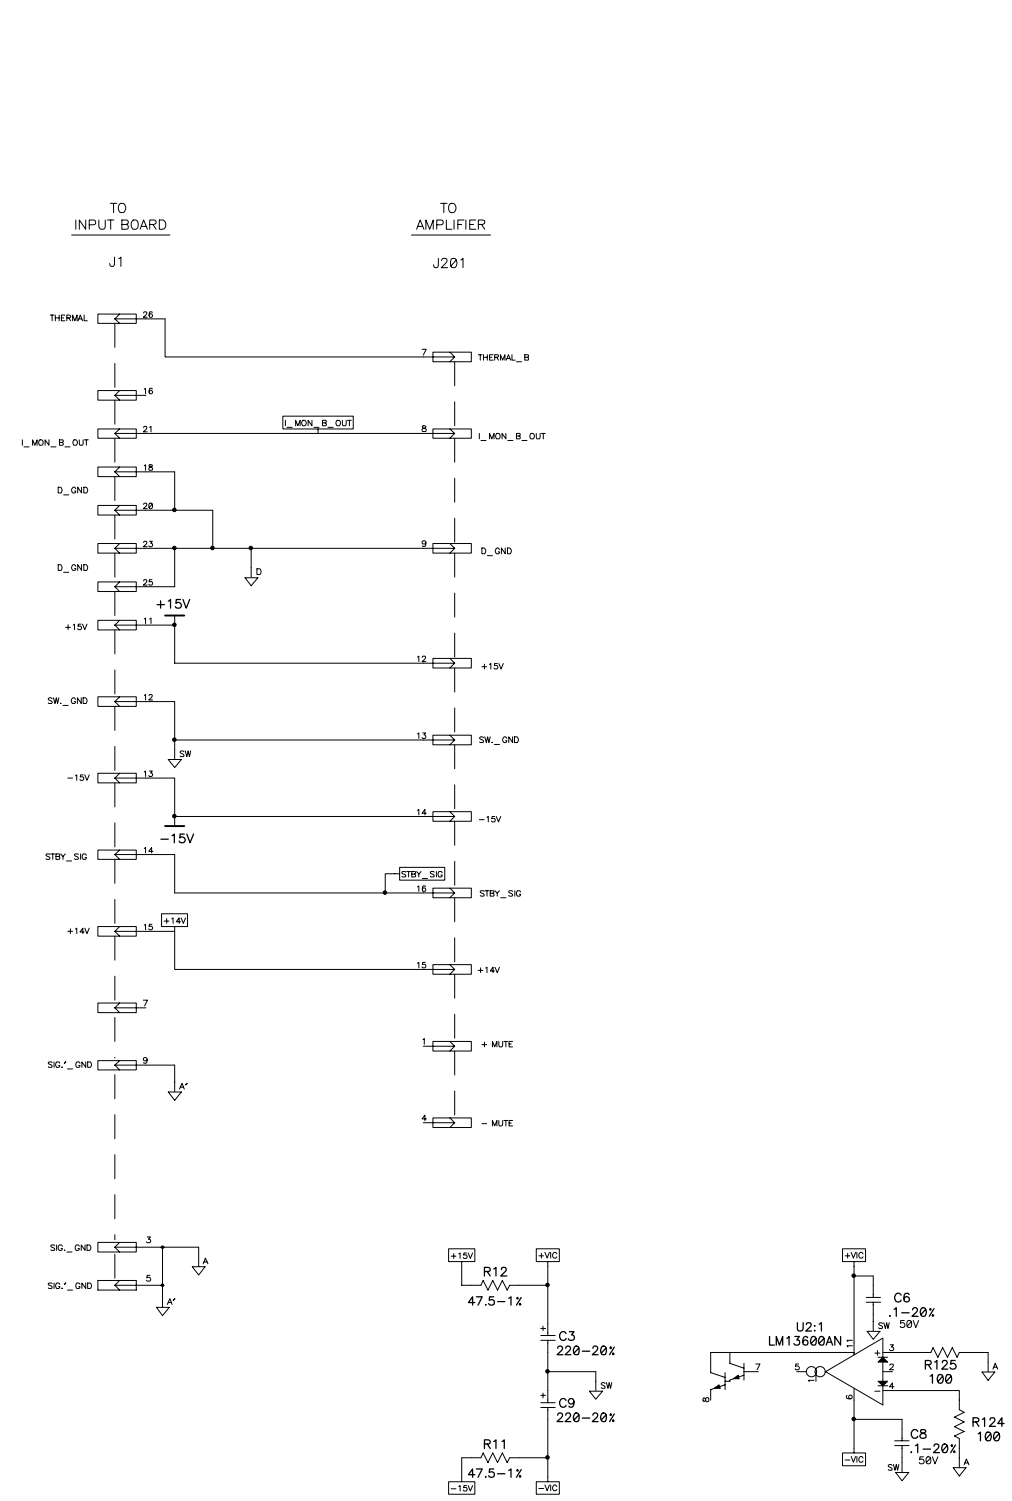 TO
INPUT BOARD
J1
TO
AMPLIFIER
J201
THERMAL 26
7 THERMAL_B
16
I_MON_B_OUT
I_MON_B_OUT 21
8 I_MON_B_OUT
18
D_GND
20
23
9 D_GND
D_GND
25
D
+15V
+15V 11
12 +15V
SW._GND 12
13 SW._GND
SW
-15V 13
14 -15V
-15V
STBY_SIG 14
STBY_SIG
16 STBY_SIG
+14V
+14V 15
15 +14V
7
1 + MUTE
SIG.'_GND 9
A'
4 - MUTE
SIG._GND 3
A
SIG.'_GND 5
A'
+15V
+VIC
R12
47.5-1%
+
C3
220-20%
SW
+
C9
220-20%
R11
47.5-1%
-15V
-VIC
+VIC
C6
.1-20%
50V
SW
U2:1
LM13600AN
11
+ 3
R125
100
A
7
8
5
1
2
- 4
6
R124
100
A
C8
.1-20%
50V
SW
-VIC